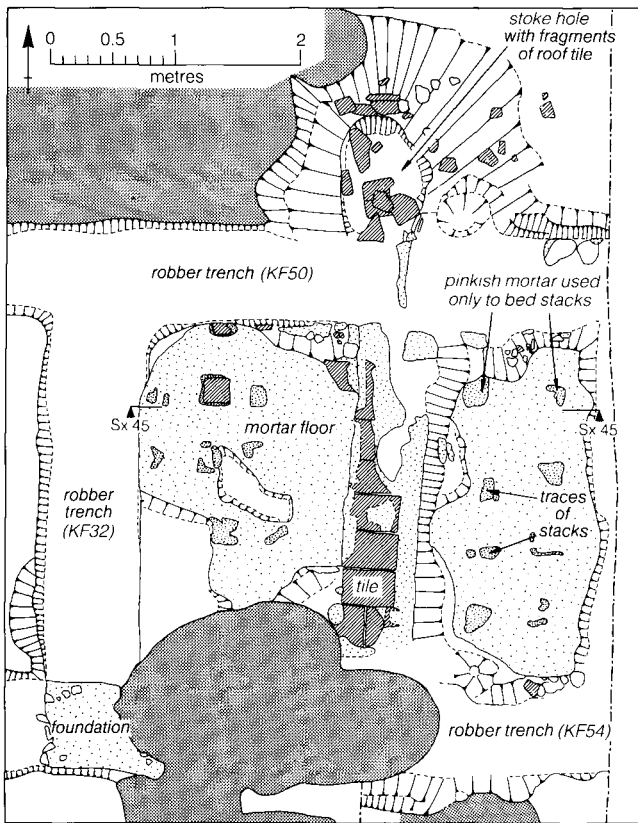 stoke hole
with fragments
of roof tile
0 0.5 1 2
metres
robber trench (KF50)
pinkish mortar used
only to bed stacks
mortar floor
Sx 45
Sx 45
robber
trench
(KF32)
traces
of
stacks
tile
foundation
robber trench (KF54)